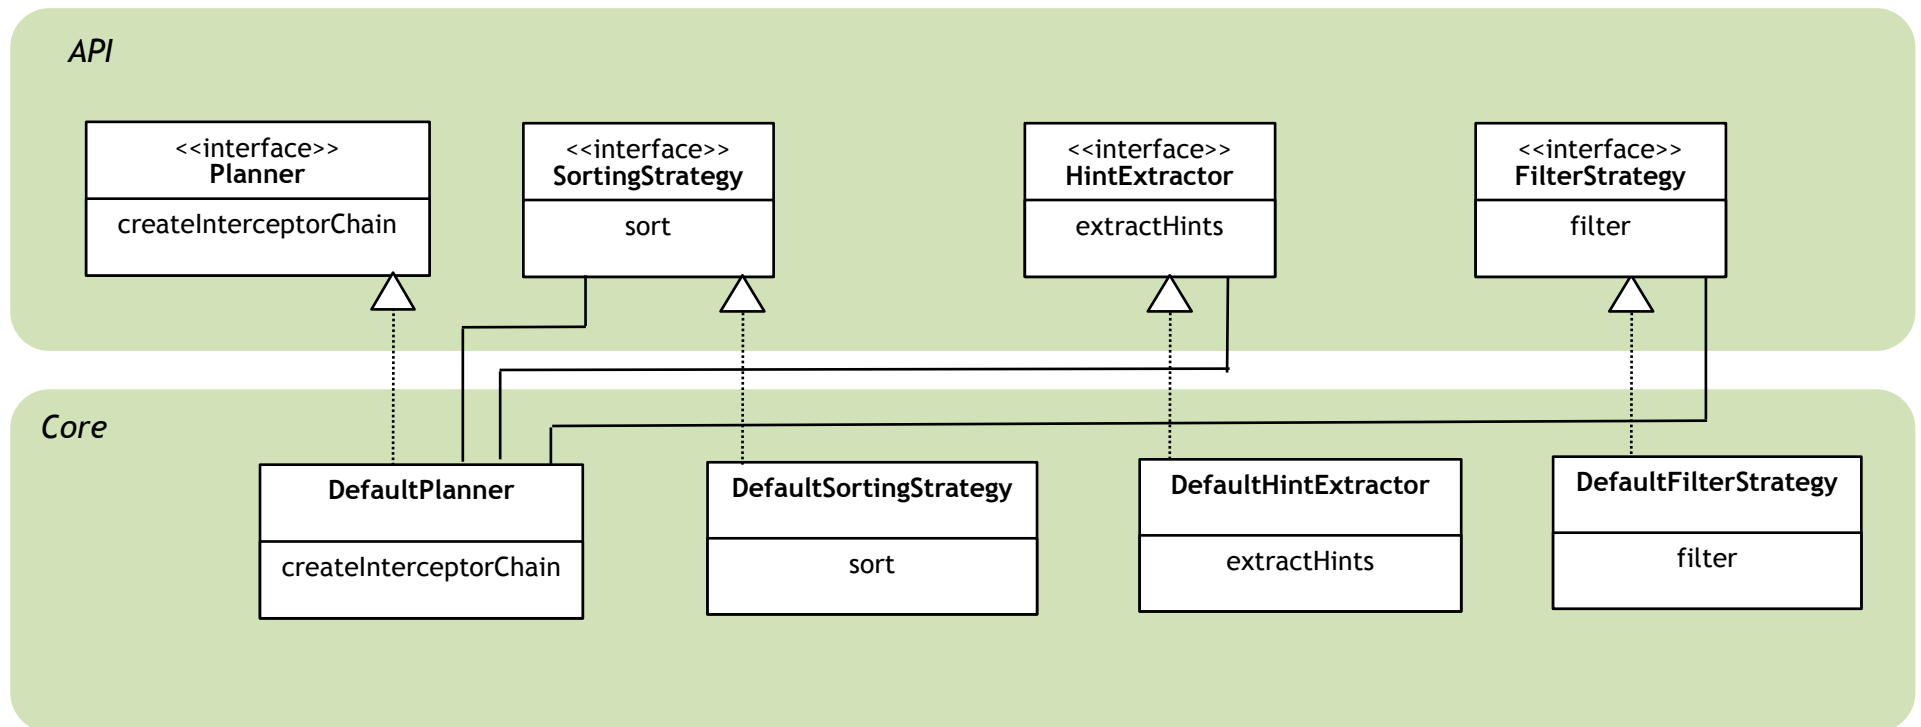 API
<<interface>>
Planner
createInterceptorChain
<<interface>>
SortingStrategy
sort
<<interface>>
HintExtractor
extractHints
<<interface>>
FilterStrategy
filter
Core
DefaultPlanner
createInterceptorChain
DefaultSortingStrategy
sort
DefaultHintExtractor
extractHints
DefaultFilterStrategy
filter